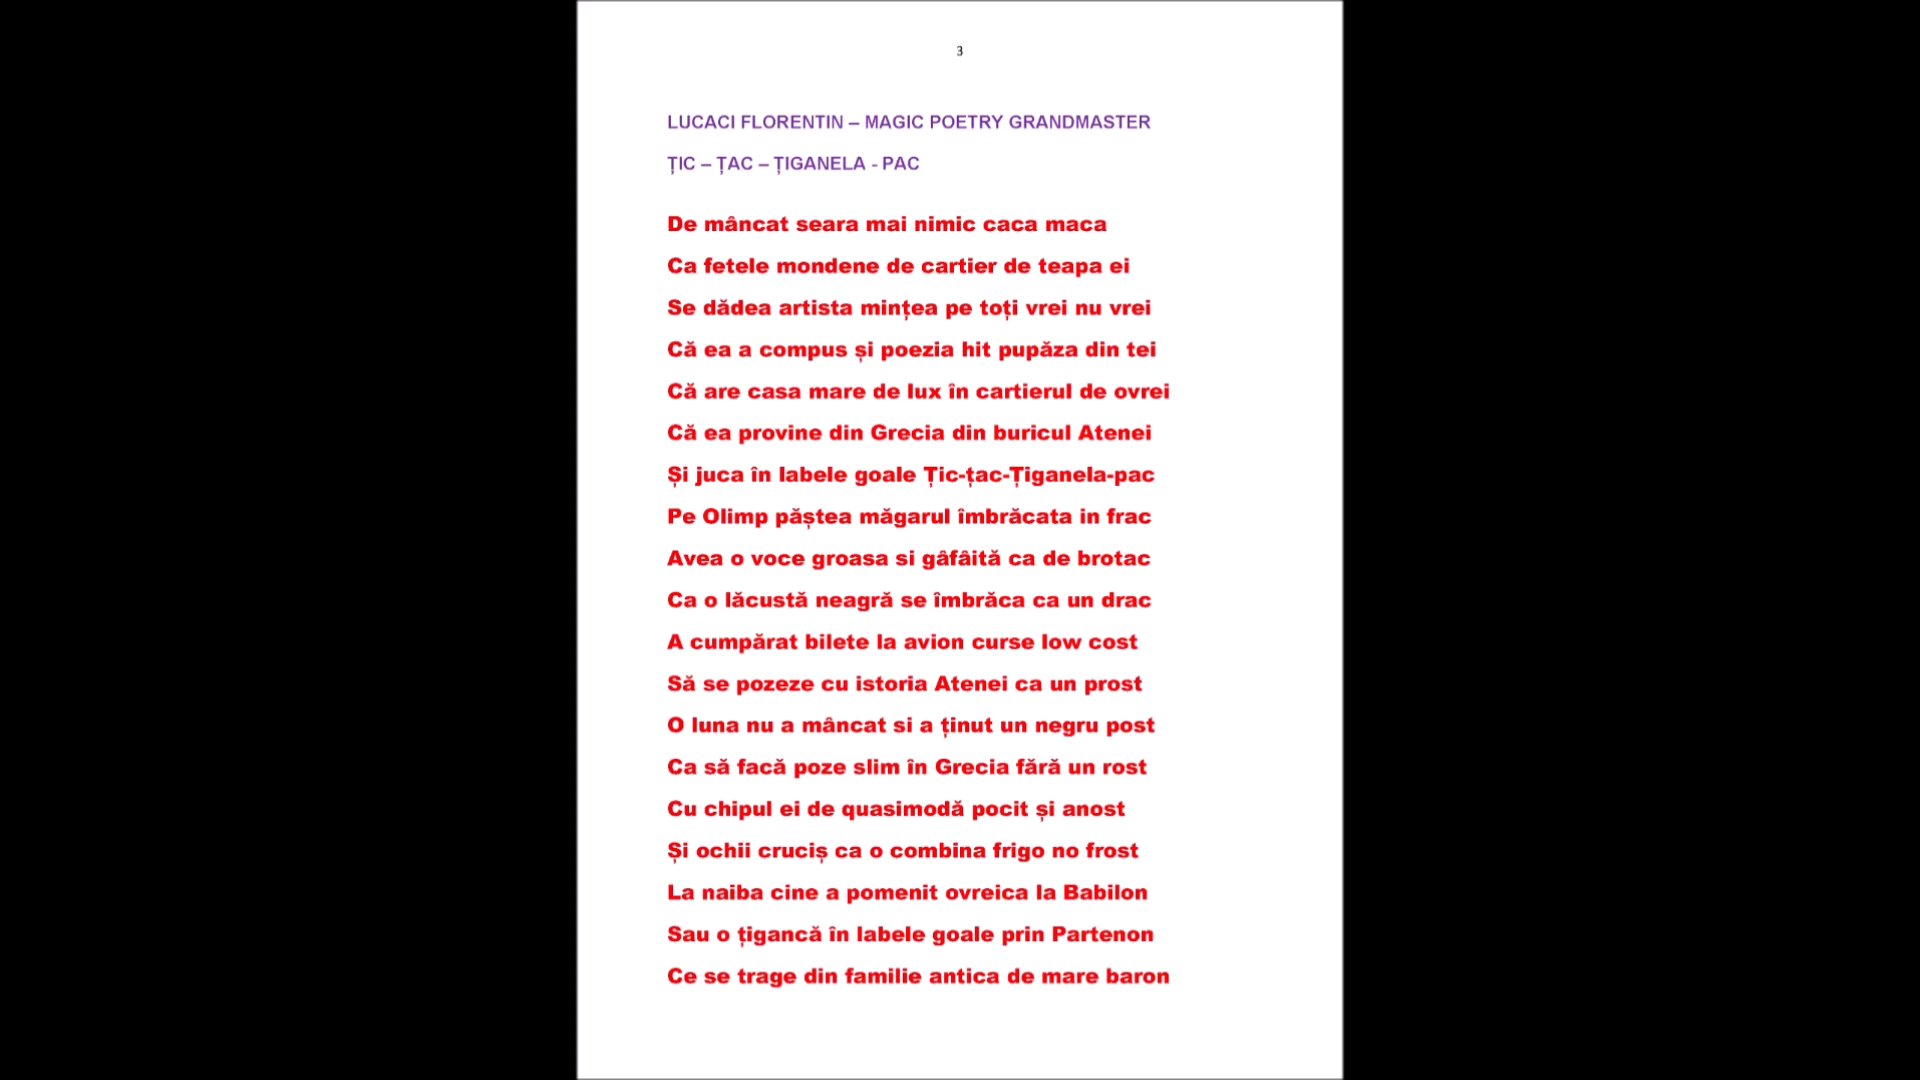 3
LUCACI FLORENTIN – MAGIC POETRY GRANDMASTER
ȚIC – ȚAC – ȚIGANELA - PAC
De mâncat seara mai nimic caca maca
Ca fetele mondene de cartier de teapa ei
Se dădea artista mințea pe toți vrei nu vrei
Că ea a compus și poezia hit pupăza din tei
Că are casa mare de lux în cartierul de ovrei
Că ea provine din Grecia din buricul Atenei
Și juca în labele goale Țic-țac-Țiganela-pac
Pe Olimp păștea măgarul îmbrăcata in frac
Avea o voce groasa si gâfâită ca de brotac
Ca o lăcustă neagră se îmbrăca ca un drac
A cumpărat bilete la avion curse low cost
Să se pozeze cu istoria Atenei ca un prost
O luna nu a mâncat si a ținut un negru post
Ca să facă poze slim în Grecia fără un rost
Cu chipul ei de quasimodă pocit și anost
Și ochii cruciș ca o combina frigo no frost
La naiba cine a pomenit ovreica la Babilon
Sau o țigancă în labele goale prin Partenon
Ce se trage din familie antica de mare baron